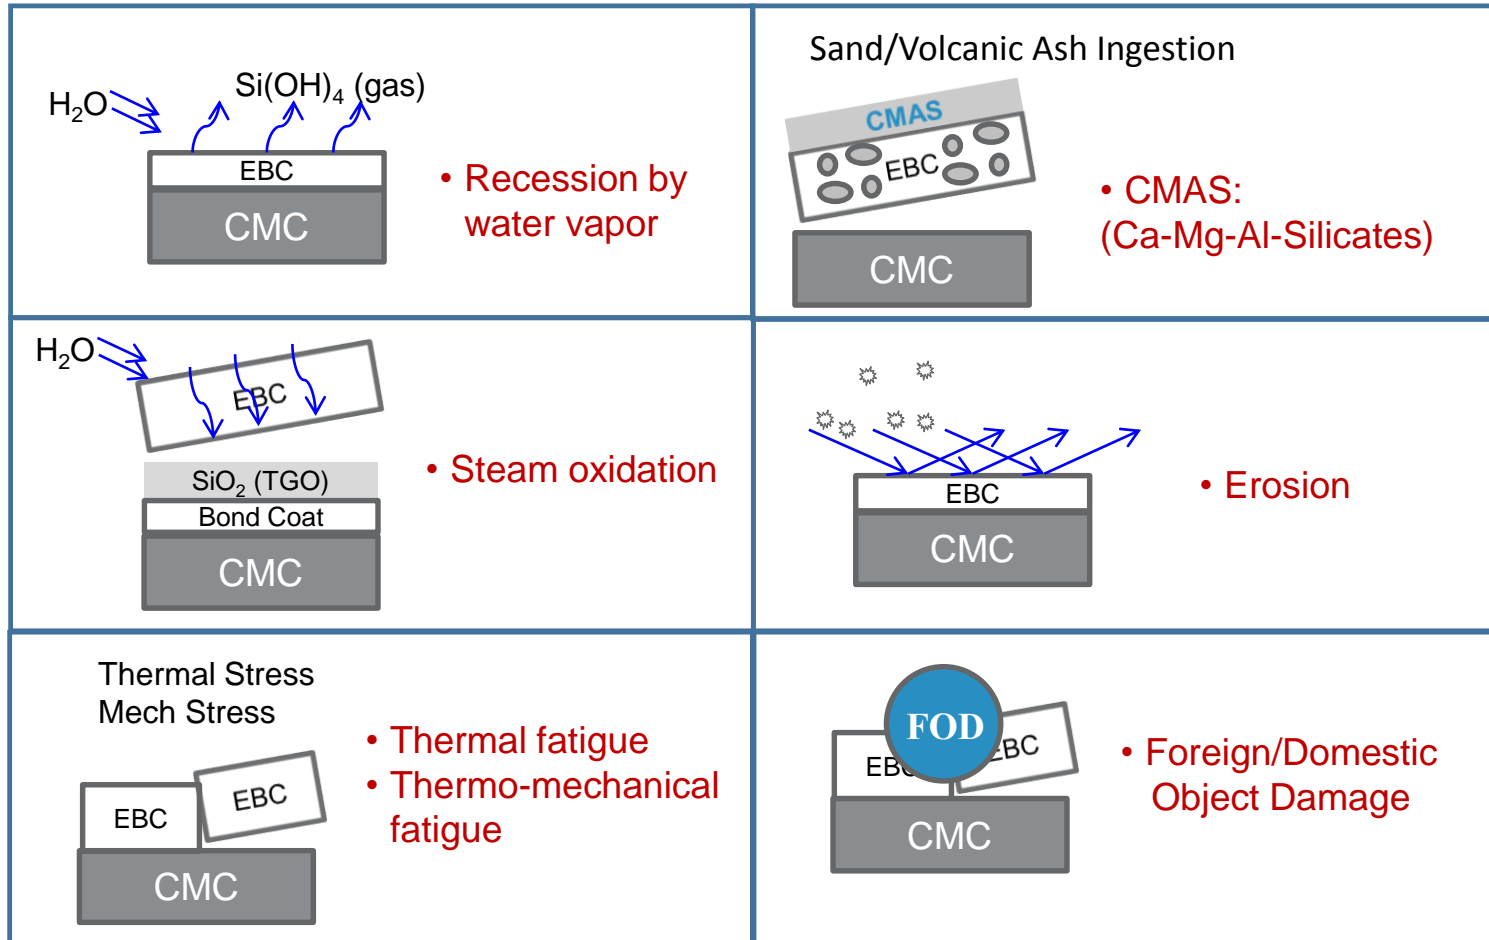 H₂O
Si(OH)₄ (gas)
EBC
CMC
• Recession by
water vapor
Sand/Volcanic Ash Ingestion
CMAS
EBC
CMC
• CMAS:
(Ca-Mg-Al-Silicates)
H₂O
EBC
SiO₂ (TGO)
Bond Coat
CMC
• Steam oxidation
EBC
CMC
• Erosion
Thermal Stress
Mech Stress
EBC
EBC
CMC
• Thermal fatigue
• Thermo-mechanical
fatigue
FOD
EBC
EBC
CMC
• Foreign/Domestic
Object Damage